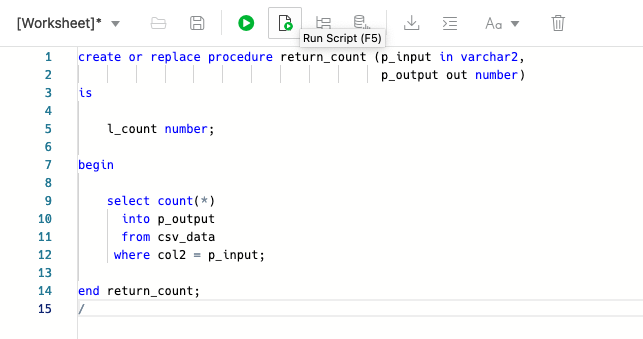 [Worksheet]* Aa
Run Script (F5)
1 create or replace procedure return_count (p_input in varchar2,
2 p_output out number)
3 is
4
5 l_count number;
6
7 begin
8
9 select count(*)
10 into p_output
11 from csv_data
12 where col2 = p_input;
13
14 end return_count;
15 /